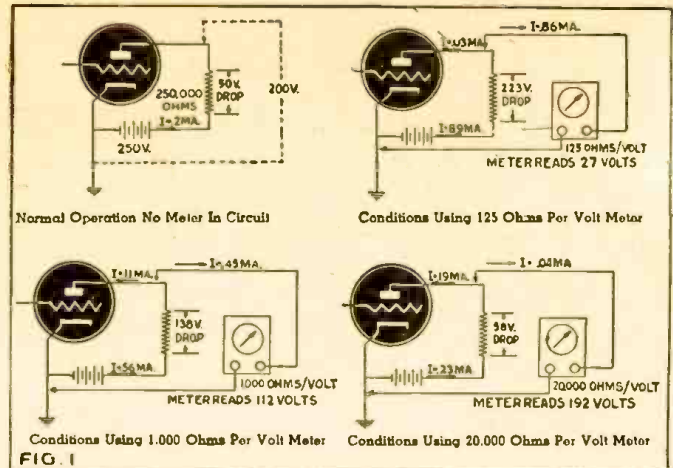 50V.
DROP
200V.
250,000
OHMS
I=.2MA.
250V.
Normal Operation No Meter In Circuit
I=.86MA.
I=.03MA.
223V.
DROP
I=.89MA.
125 OHMS/VOLT
METER READS 27 VOLTS
Conditions Using 125 Ohms Per Volt Meter
I=.45MA.
I=.11MA.
138V.
DROP
I=.56MA.
1,000 OHMS/VOLT
METER READS 112 VOLTS
Conditions Using 1,000 Ohms Per Volt Meter
I=.04MA
I=.19MA.
58V.
DROP
I=.23MA.
20,000 OHMS/VOLT
METER READS 192 VOLTS
Conditions Using 20,000 Ohms Per Volt Meter
FIG. 1